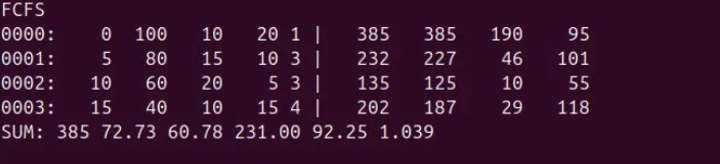 FCFS
0000:     0  100   10   20 1 |   385   385   190    95
0001:     5   80   15   10 3 |   232   227    46   101
0002:    10   60   20    5 3 |   135   125    10    55
0003:    15   40   10   15 4 |   202   187    29   118
SUM: 385 72.73 60.78 231.00 92.25 1.039